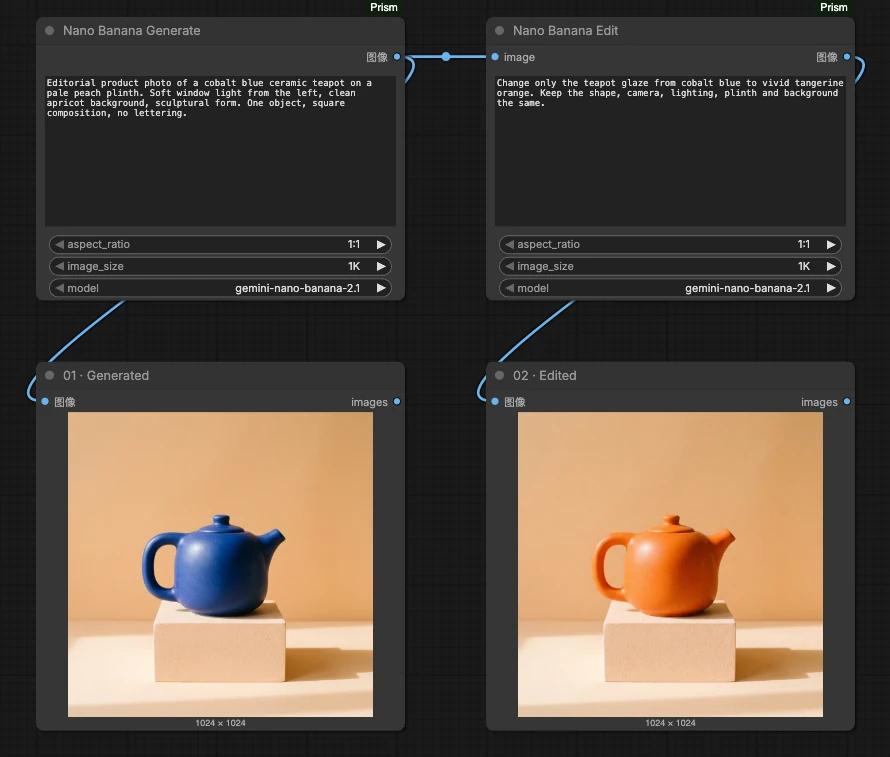 Prism
Prism
Nano Banana Generate
图像
Editorial product photo of a cobalt blue ceramic teapot on a
pale peach plinth. Soft window light from the left, clean
apricot background, sculptural form. One object, square
composition, no lettering.
aspect_ratio 1:1
image_size 1K
model gemini-nano-banana-2.1
Nano Banana Edit
image 图像
Change only the teapot glaze from cobalt blue to vivid tangerine
orange. Keep the shape, camera, lighting, plinth and background
the same.
aspect_ratio 1:1
image_size 1K
model gemini-nano-banana-2.1
01 · Generated
图像 images
1024 × 1024
02 · Edited
图像 images
1024 × 1024